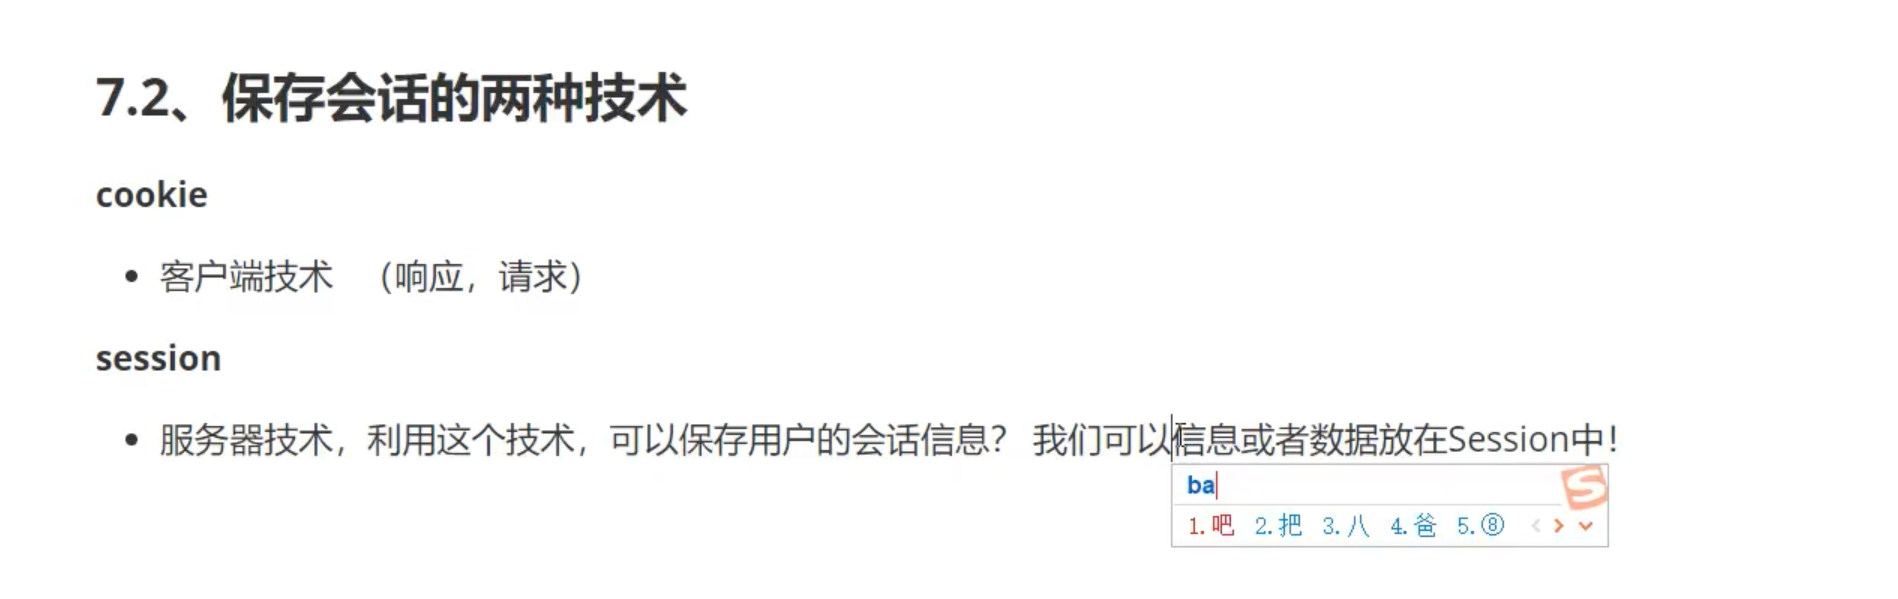 7.2、保存会话的两种技术
cookie
• 客户端技术 （响应，请求）
session
• 服务器技术，利用这个技术，可以保存用户的会话信息？ 我们可以信息或者数据放在Session中！
ba
1.吧 2.把 3.八 4.爸 5.⑧